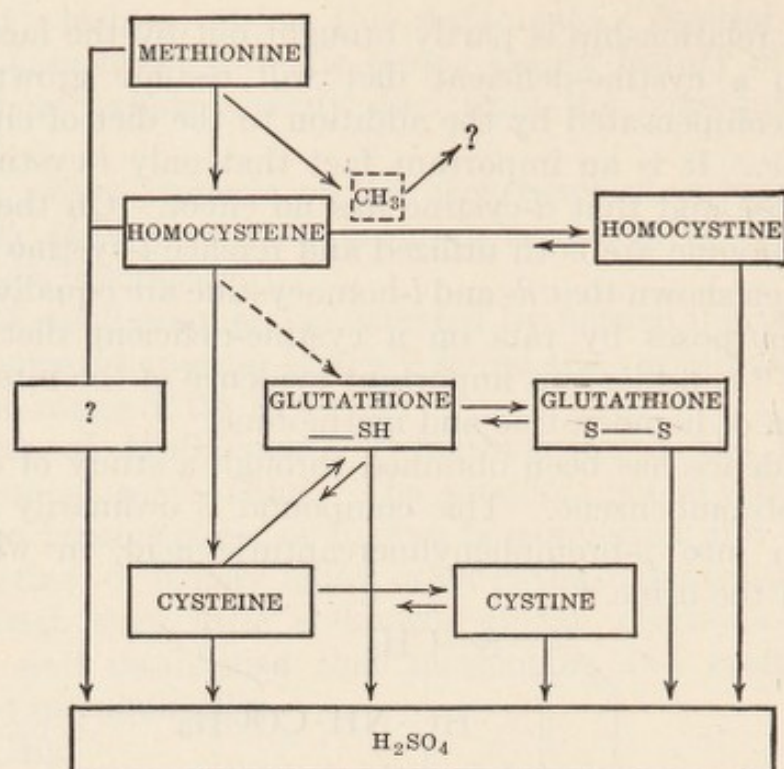 METHIONINE
?
CH₃
HOMOCYSTEINE
HOMOCYSTINE
?
GLUTATHIONE
SH
GLUTATHIONE
S S
CYSTEINE
CYSTINE
H₂SO₄